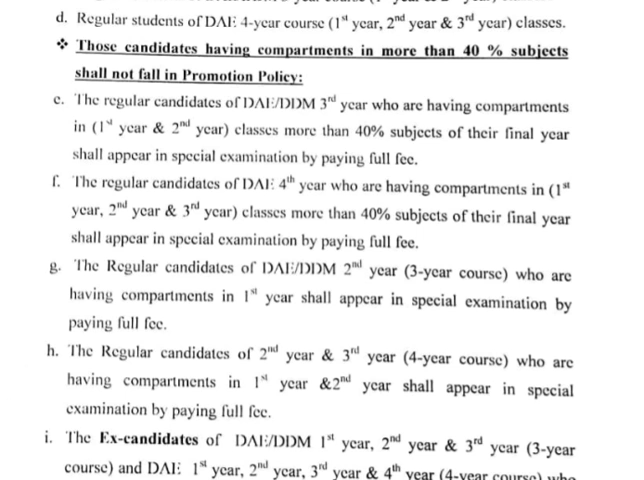 d. Regular students of DAE 4-year course (1st year, 2nd year & 3rd year) classes.
❖ Those candidates having compartments in more than 40 % subjects
shall not fall in Promotion Policy:
e. The regular candidates of DAE/DDM 3rd year who are having compartments
in (1st year & 2nd year) classes more than 40% subjects of their final year
shall appear in special examination by paying full fee.
f. The regular candidates of DAE 4th year who are having compartments in (1st
year, 2nd year & 3rd year) classes more than 40% subjects of their final year
shall appear in special examination by paying full fee.
g. The Regular candidates of DAE/DDM 2nd year (3-year course) who are
having compartments in 1st year shall appear in special examination by
paying full fee.
h. The Regular candidates of 2nd year & 3rd year (4-year course) who are
having compartments in 1st year &2nd year shall appear in special
examination by paying full fee.
i. The Ex-candidates of DAE/DDM 1st year, 2nd year & 3rd year (3-year
course) and DAE 1st year, 2nd year, 3rd year & 4th year (4-year course) who